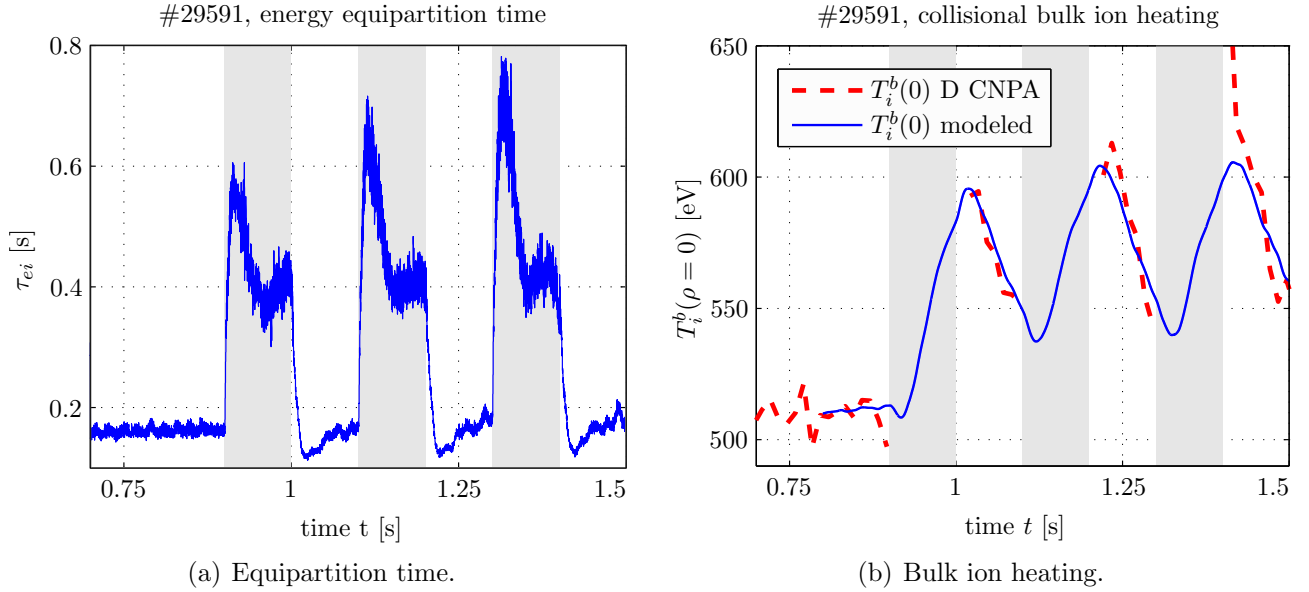 #29591, energy equipartition time
0.8
0.6
0.4
0.2
τei [s]
0.75
1
1.25
1.5
time t [s]
(a) Equipartition time.
#29591, collisional bulk ion heating
650
600
550
500
T_i^b(ρ = 0) [eV]
T_i^b(0) D CNPA
T_i^b(0) modeled
0.75
1
1.25
1.5
time t [s]
(b) Bulk ion heating.